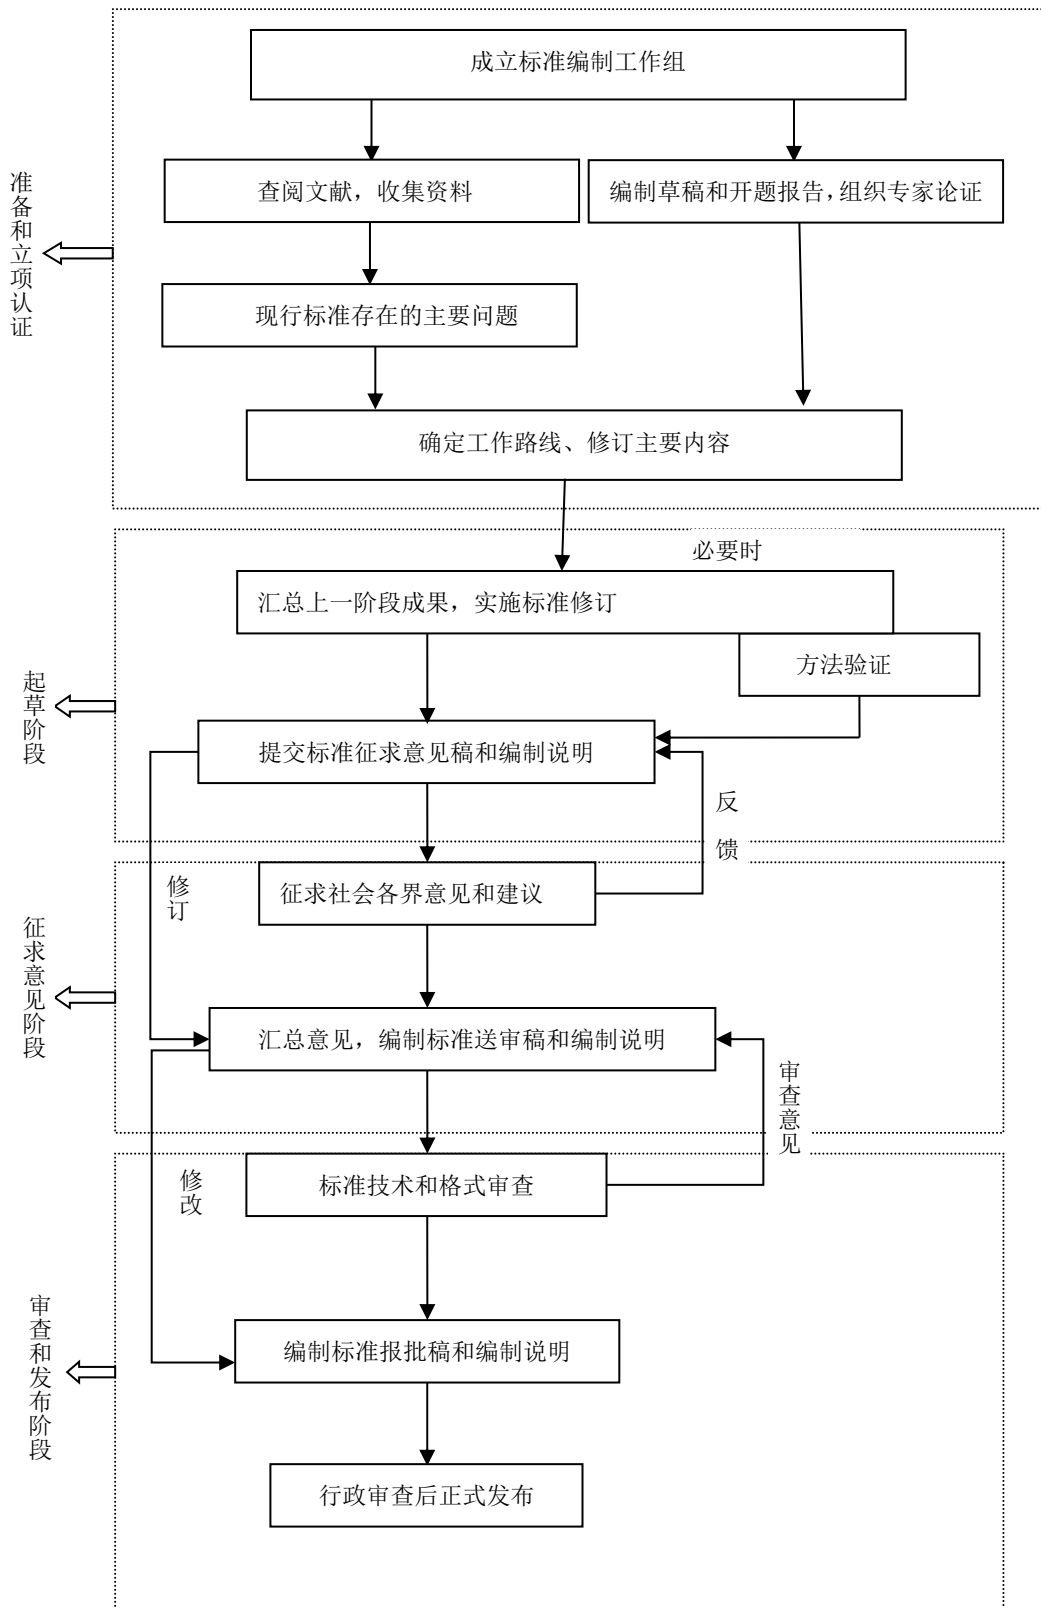 成立标准编制工作组
查阅文献，收集资料
编制草稿和开题报告，组织专家论证
准备和立项认证
现行标准存在的主要问题
确定工作路线、修订主要内容
必要时
汇总上一阶段成果，实施标准修订
方法验证
起草阶段
提交标准征求意见稿和编制说明
反
馈
修订
征求社会各界意见和建议
征求意见阶段
汇总意见，编制标准送审稿和编制说明
审查意见
标准技术和格式审查
修改
审查和发布阶段
编制标准报批稿和编制说明
行政审查后正式发布